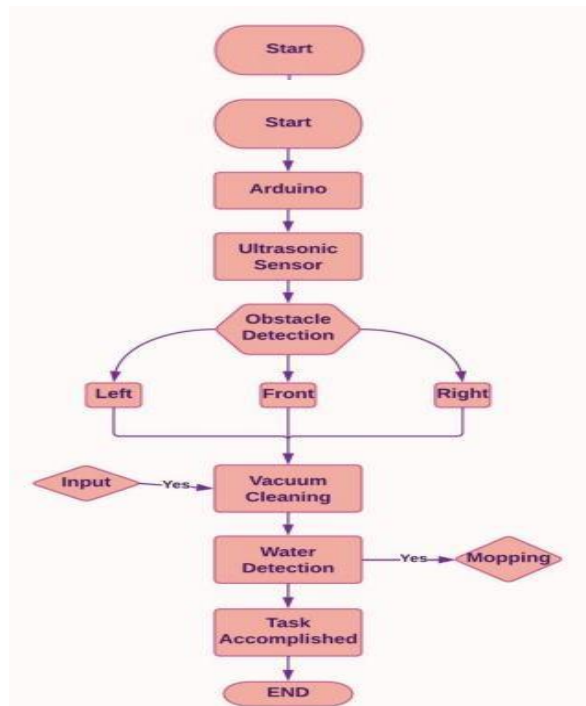 Start
Start
Arduino
Ultrasonic
Sensor
Obstacle
Detection
Left
Front
Right
Input
Yes
Vacuum
Cleaning
Water
Detection
Yes
Mopping
Task
Accomplished
END